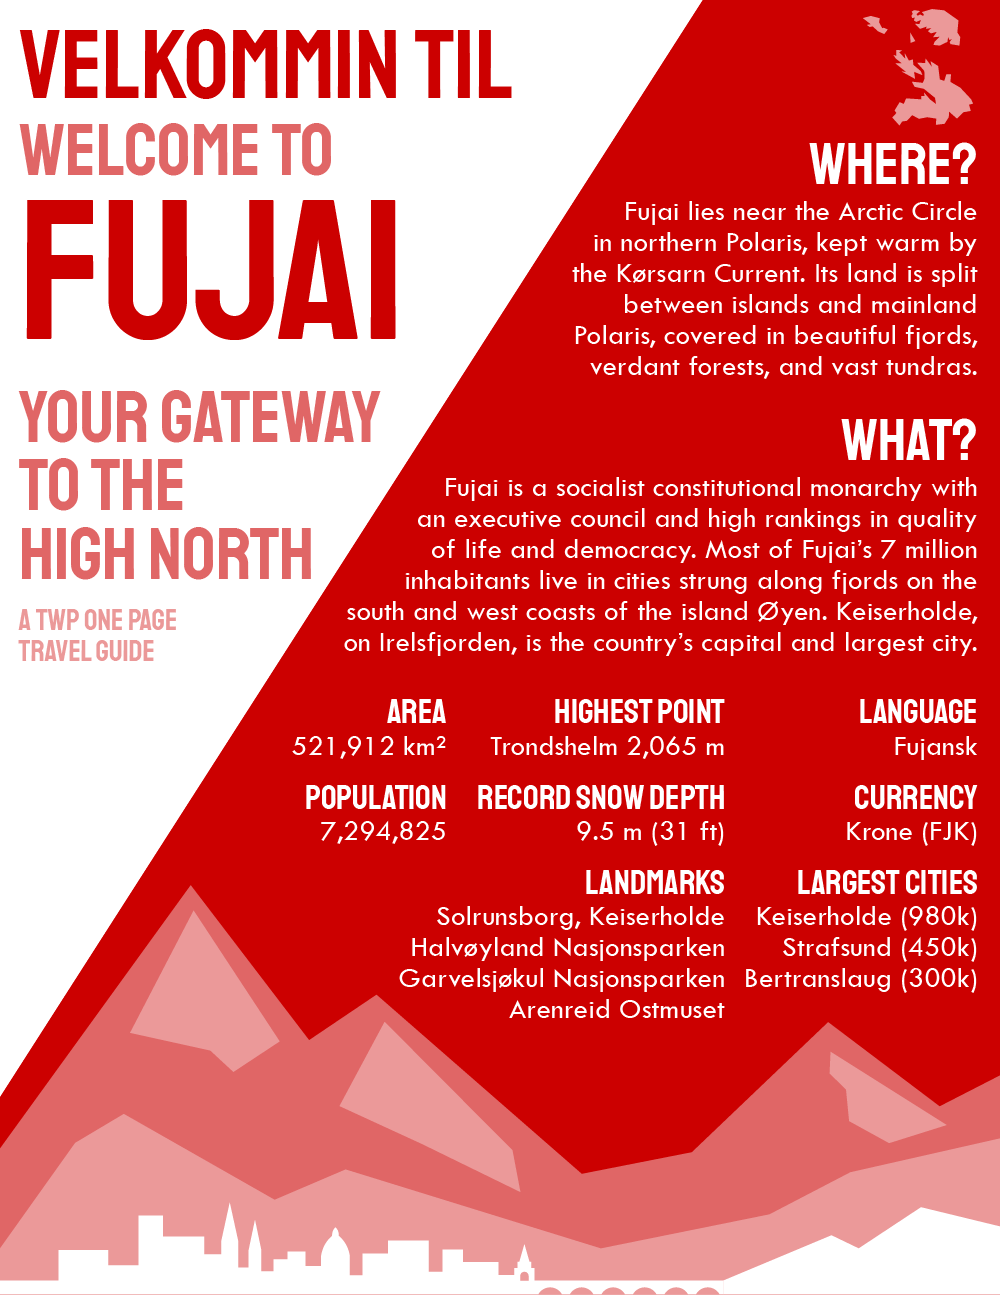 VELKOMMIN TIL
WELCOME TO
FUJAI
YOUR GATEWAY
TO THE
HIGH NORTH
A TWP ONE PAGE
TRAVEL GUIDE
WHERE?
Fujai lies near the Arctic Circle
in northern Polaris, kept warm by
the Kørsarn Current. Its land is split
between islands and mainland
Polaris, covered in beautiful fjords,
verdant forests, and vast tundras.
WHAT?
Fujai is a socialist constitutional monarchy with
an executive council and high rankings in quality
of life and democracy. Most of Fujai’s 7 million
inhabitants live in cities strung along fjords on the
south and west coasts of the island Øyen. Keiserholde,
on Irelsfjorden, is the country’s capital and largest city.
AREA
521,912 km²
POPULATION
7,294,825
HIGHEST POINT
Trondshelm 2,065 m
RECORD SNOW DEPTH
9.5 m (31 ft)
LANDMARKS
Solrunsborg, Keiserholde
Halvøyland Nasjonsparken
Garvelsjøkul Nasjonsparken
Arenreid Ostmuset
LANGUAGE
Fujansk
CURRENCY
Krone (FJK)
LARGEST CITIES
Keiserholde (980k)
Strafsund (450k)
Bertranslaug (300k)